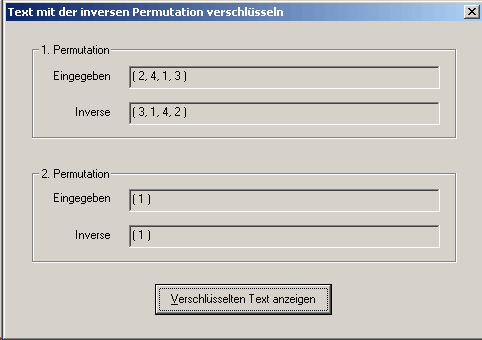 Text mit der inversen Permutation verschlüsseln
1. Permutation
Eingegeben ( 2, 4, 1, 3 )
Inverse ( 3, 1, 4, 2 )
2. Permutation
Eingegeben ( 1 )
Inverse ( 1 )
Verschlüsselten Text anzeigen